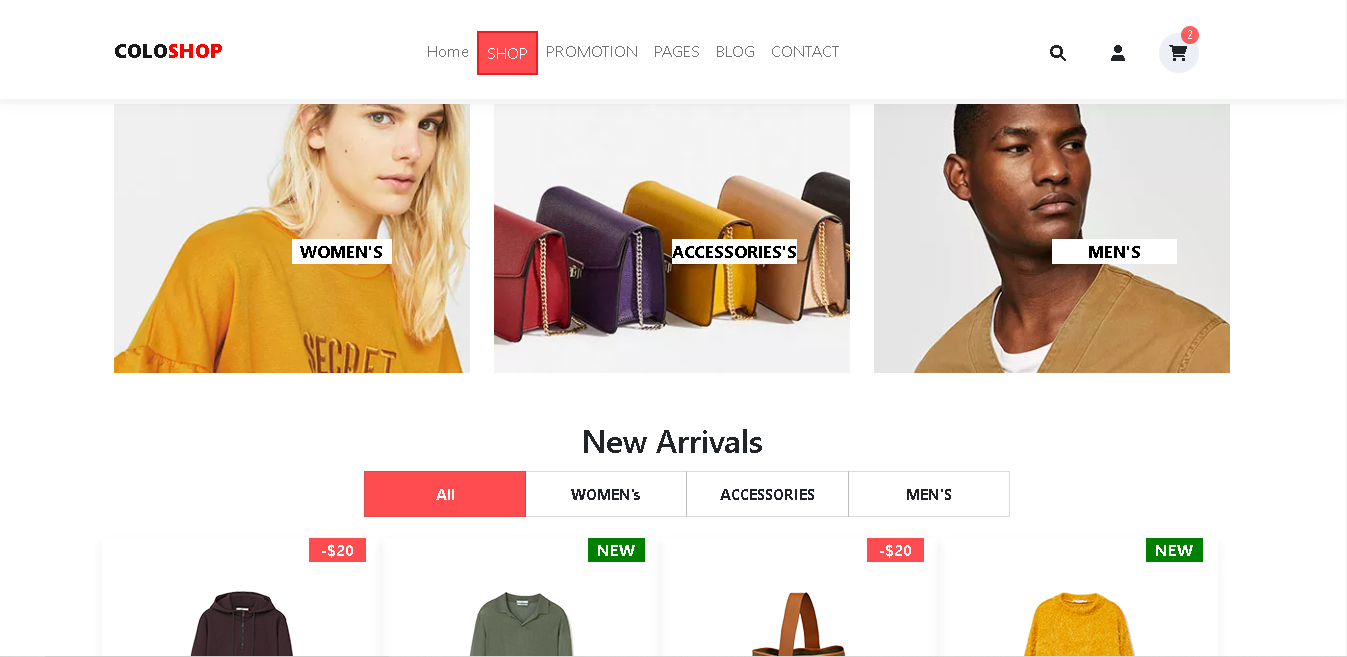 COLOSHOP
Home SHOP PROMOTION PAGES BLOG CONTACT
2
WOMEN'S
ACCESSORIES'S
MEN'S
SECRET
New Arrivals
All WOMEN's ACCESSORIES MEN'S
-$20 NEW -$20 NEW